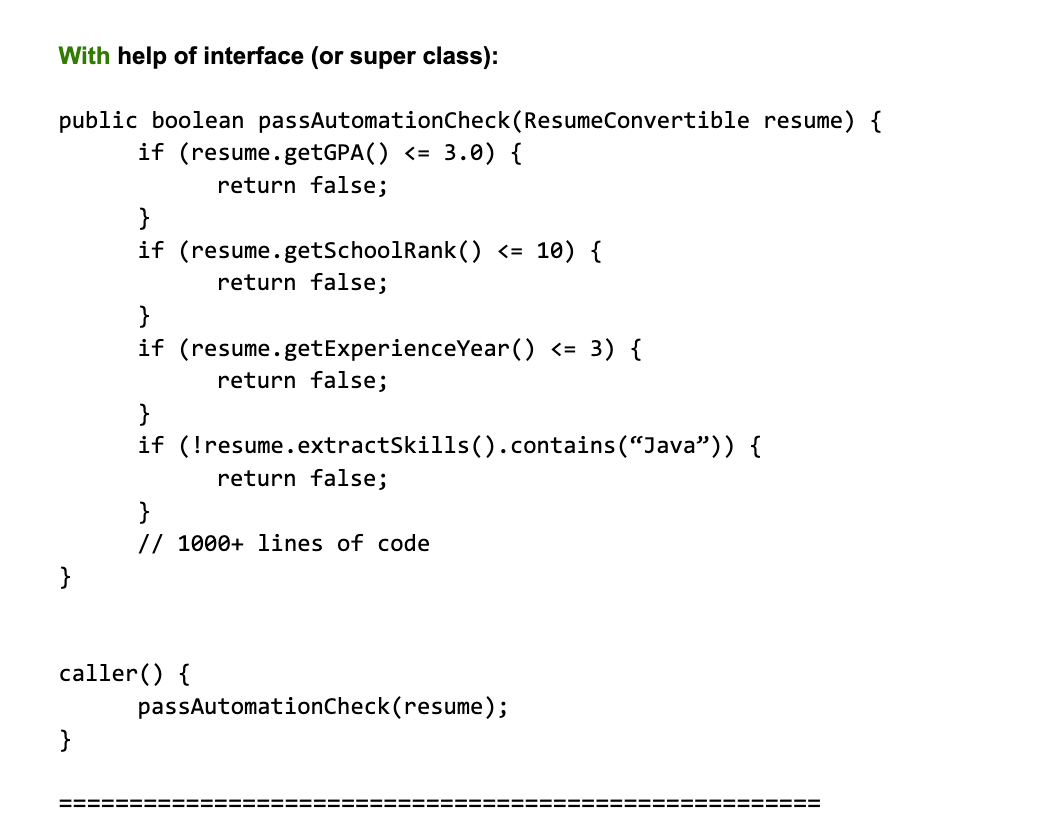 With help of interface (or super class):
public boolean passAutomationCheck(ResumeConvertible resume) {
if (resume.getGPA() <= 3.0) {
return false;
}
if (resume.getSchoolRank() <= 10) {
return false;
}
if (resume.getExperienceYear() <= 3) {
return false;
}
if (!resume.extractSkills().contains(“Java”)) {
return false;
}
// 1000+ lines of code
}
caller() {
passAutomationCheck(resume);
}
======================================================